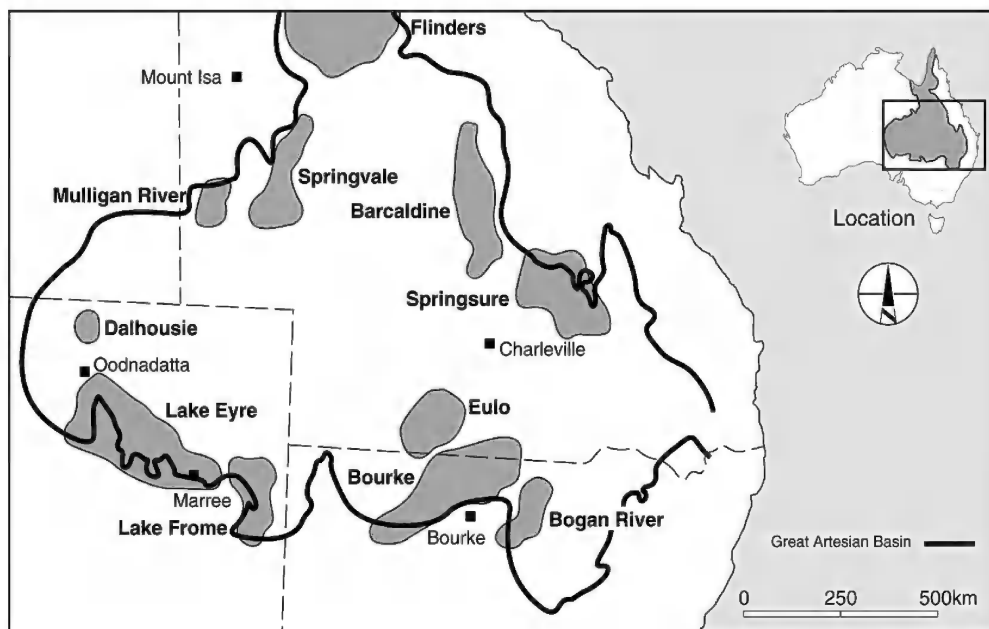 Flinders
Mount Isa
Springvale
Mulligan River
Barcaldine
Location
Springsure
Dalhousie
Charleville
Oodnadatta
Lake Eyre
Eulo
Bourke
Marree
Lake Frome
Bourke
Bogan River
Great Artesian Basin
0 250 500km